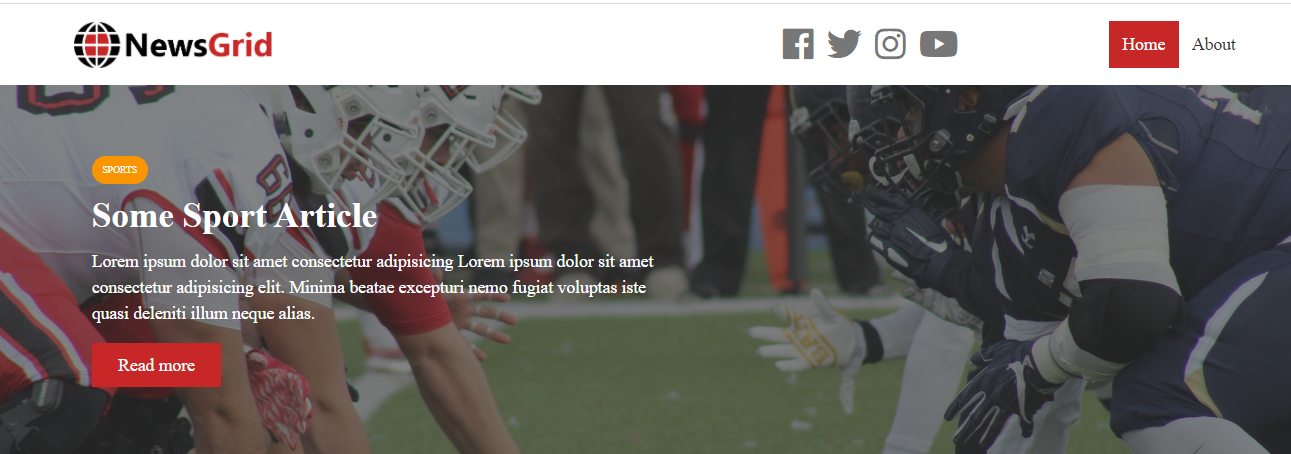 NewsGrid
Home About
SPORTS
Some Sport Article
Lorem ipsum dolor sit amet consectetur adipisicing Lorem ipsum dolor sit amet
consectetur adipisicing elit. Minima beatae excepturi nemo fugiat voluptas iste
quasi deleniti illum neque alias.
Read more